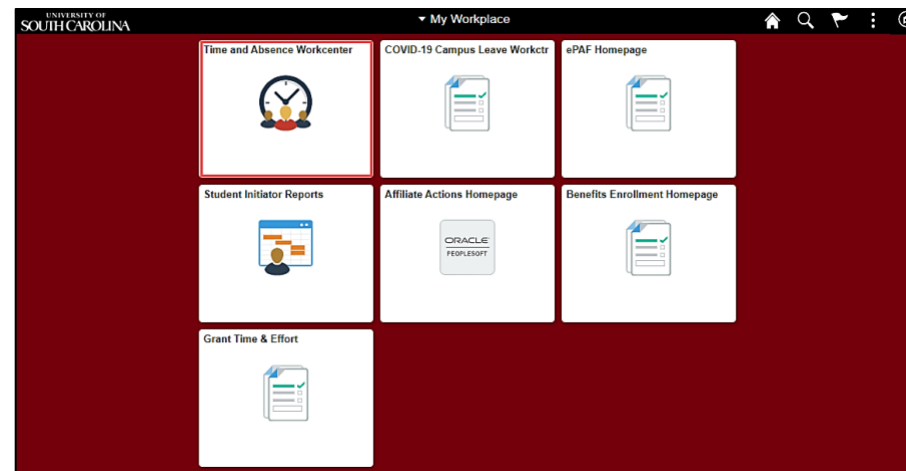 UNIVERSITY OF
SOUTH CAROLINA
My Workplace
Time and Absence Workcenter
COVID-19 Campus Leave Workctr
ePAF Homepage
Student Initiator Reports
Affiliate Actions Homepage
ORACLE
PEOPLESOFT
Benefits Enrollment Homepage
Grant Time & Effort